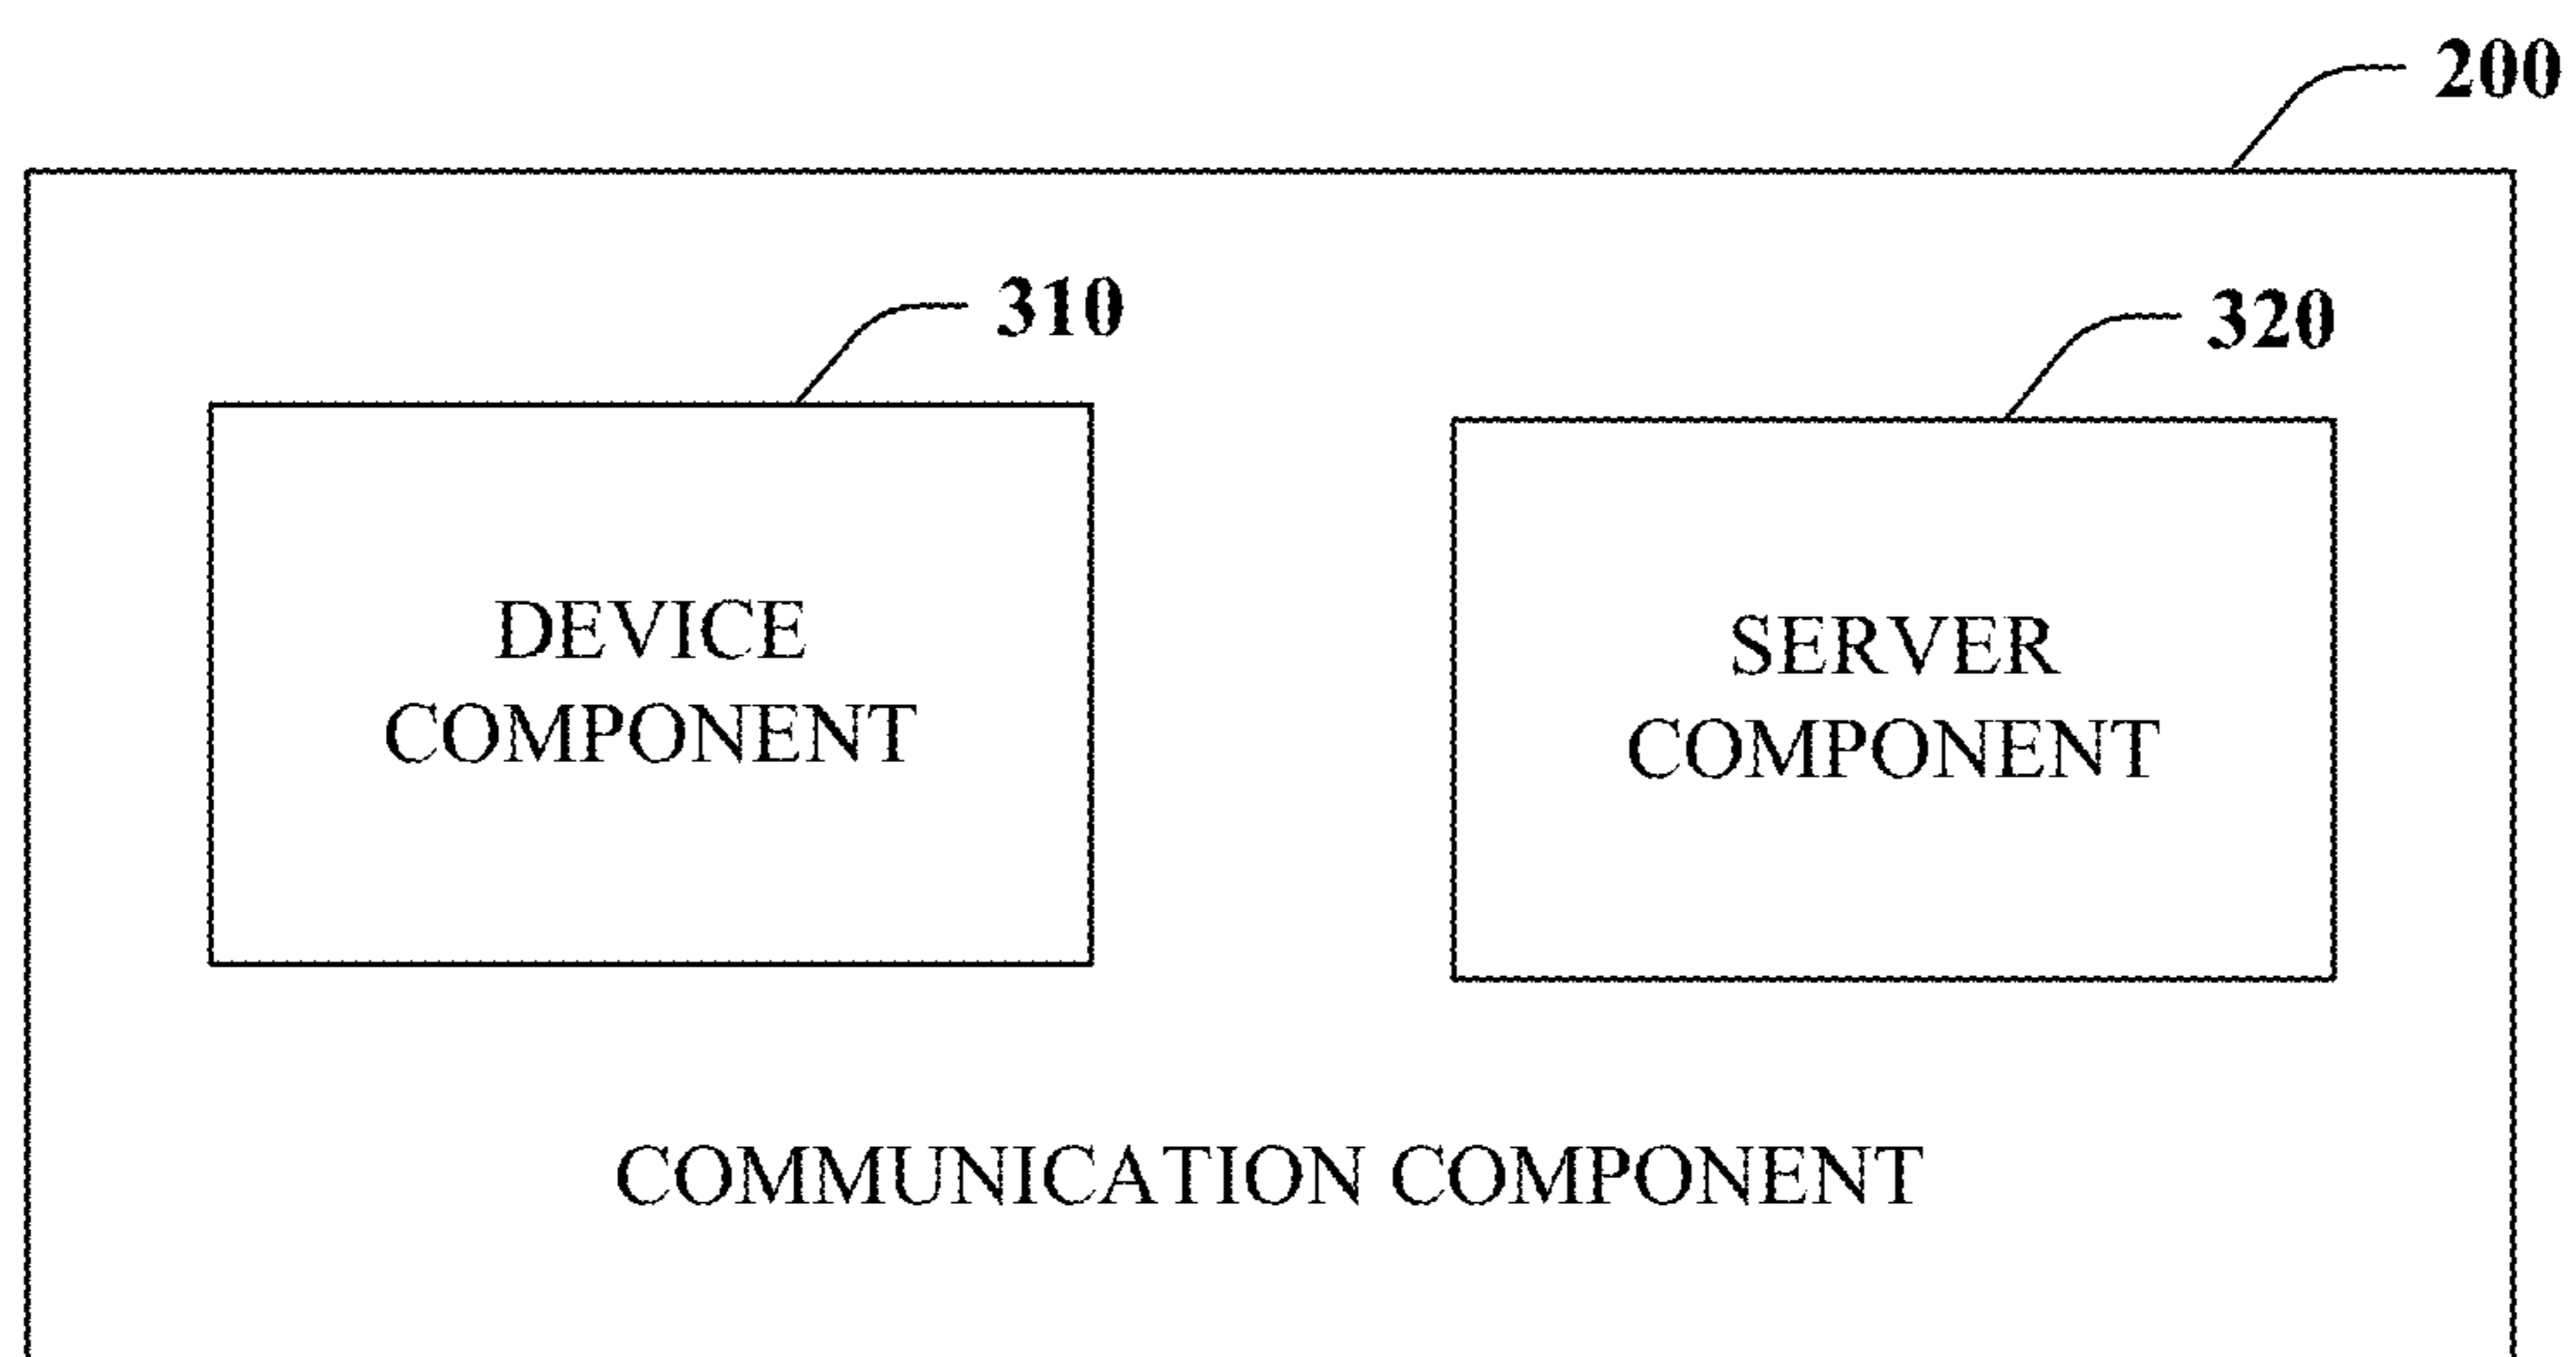 200
310
320
DEVICE
COMPONENT
SERVER
COMPONENT
COMMUNICATION COMPONENT